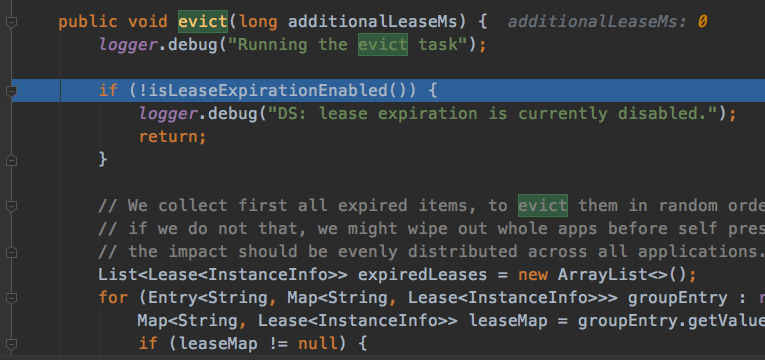 public void evict(long additionalLeaseMs) { additionalLeaseMs: 0
logger.debug("Running the evict task");
if (!isLeaseExpirationEnabled()) {
logger.debug("DS: lease expiration is currently disabled.");
return;
}
// We collect first all expired items, to evict them in random orde
// if we do not that, we might wipe out whole apps before self pres
// the impact should be evenly distributed across all applications.
List<Lease<InstanceInfo>> expiredLeases = new ArrayList<>();
for (Entry<String, Map<String, Lease<InstanceInfo>>> groupEntry : r
Map<String, Lease<InstanceInfo>> leaseMap = groupEntry.getValue
if (leaseMap != null) {